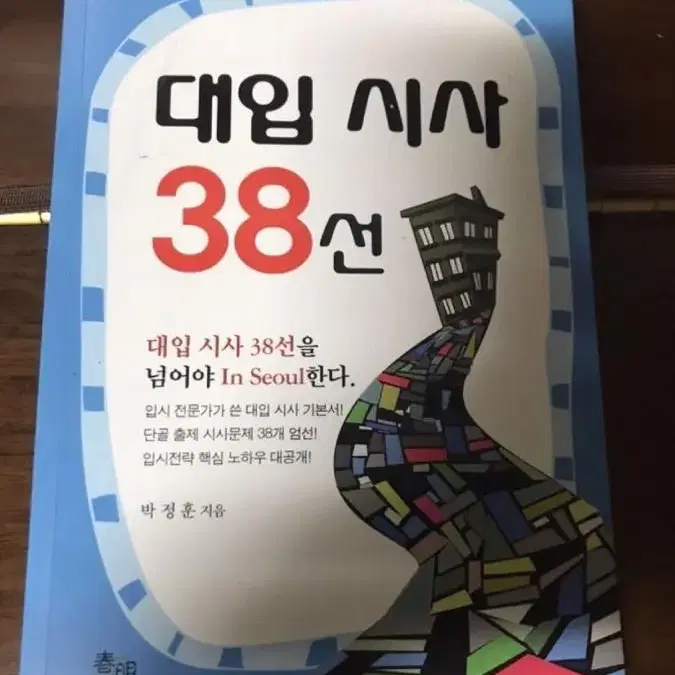 대입 시사
38선
대입 시사 38선을
넘어야 In Seoul한다.
입시 전문가가 쓴 대입 시사 기본서!
단골 출제 시사문제 38개 엄선!
입시전략 핵심 노하우 대공개!
박정훈 지음
春明